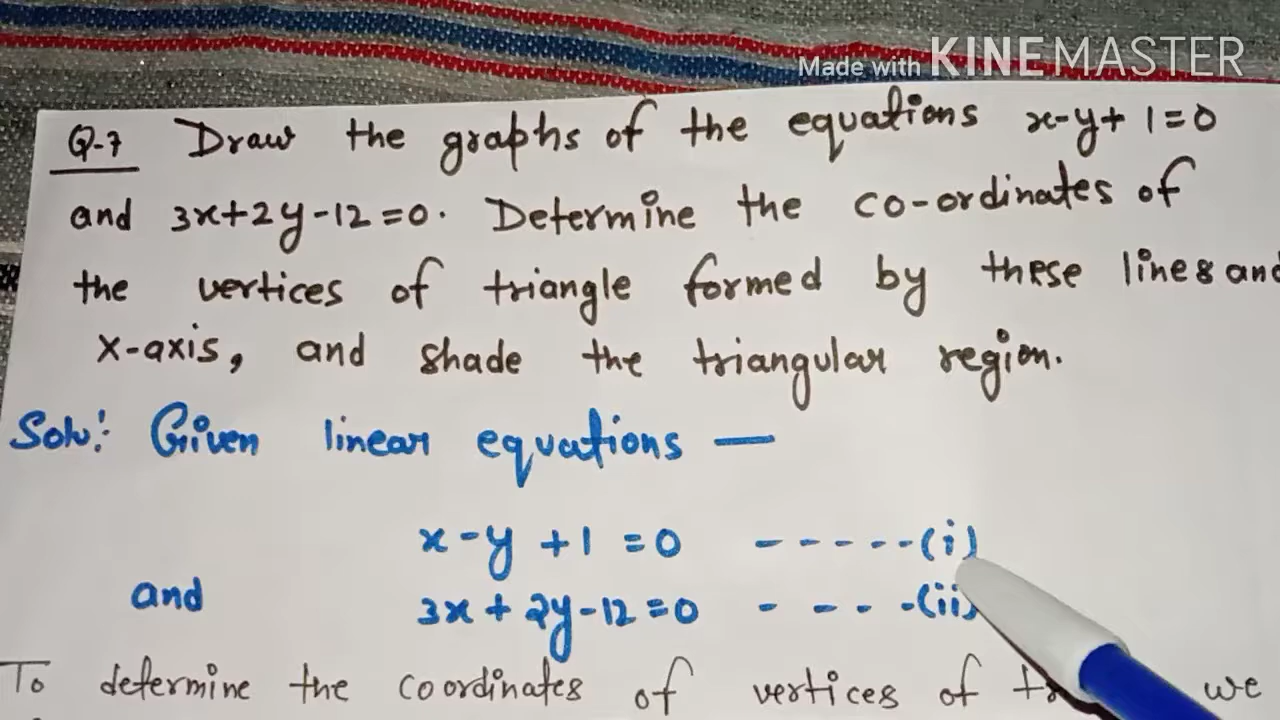 Made with KINEMASTER
Q-7 Draw the graphs of the equations x-y+1=0
and 3x+2y-12=0. Determine the co-ordinates of
the vertices of triangle formed by these lines and
X-axis, and shade the triangular region.
Solu: Given linear equations —
x-y+1=0 -----(i)
and 3x+2y-12=0 ----(ii)
To determine the coordinates of vertices of we